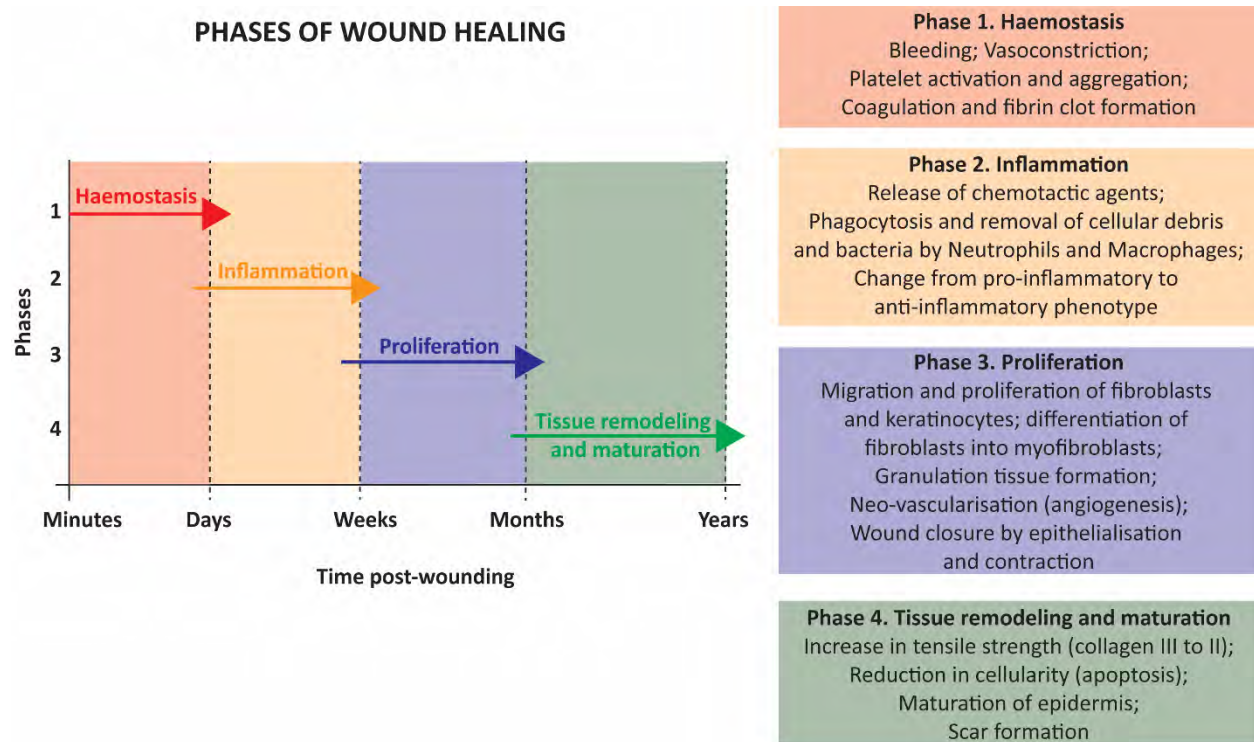 PHASES OF WOUND HEALING
Phases
1
2
3
4
Haemostasis
Inflammation
Proliferation
Tissue remodeling
and maturation
Minutes
Days
Weeks
Months
Years
Time post-wounding
Phase 1. Haemostasis
Bleeding; Vasoconstriction;
Platelet activation and aggregation;
Coagulation and fibrin clot formation
Phase 2. Inflammation
Release of chemotactic agents;
Phagocytosis and removal of cellular debris
and bacteria by Neutrophils and Macrophages;
Change from pro-inflammatory to
anti-inflammatory phenotype
Phase 3. Proliferation
Migration and proliferation of fibroblasts
and keratinocytes; differentiation of
fibroblasts into myofibroblasts;
Granulation tissue formation;
Neo-vascularisation (angiogenesis);
Wound closure by epithelialisation
and contraction
Phase 4. Tissue remodeling and maturation
Increase in tensile strength (collagen III to II);
Reduction in cellularity (apoptosis);
Maturation of epidermis;
Scar formation